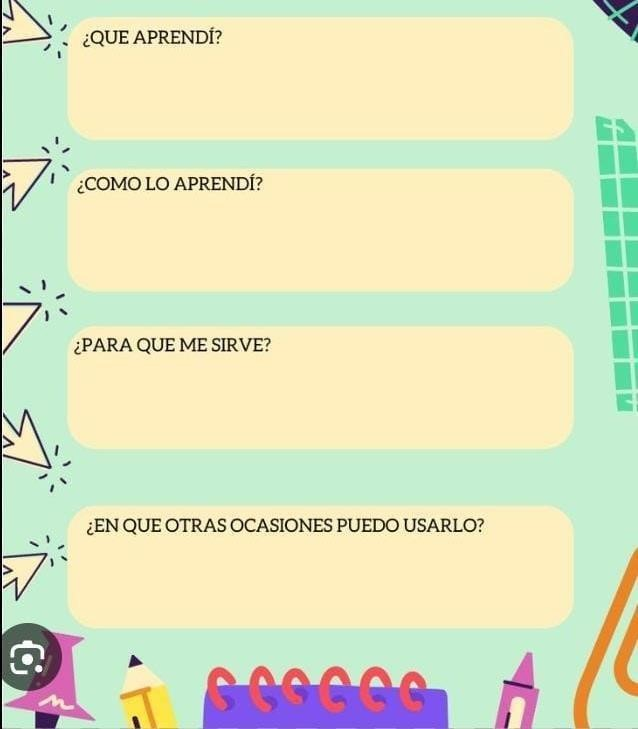 ¿QUE APRENDÍ?
¿COMO LO APRENDÍ?
¿PARA QUE ME SIRVE?
¿EN QUE OTRAS OCASIONES PUEDO USARLO?